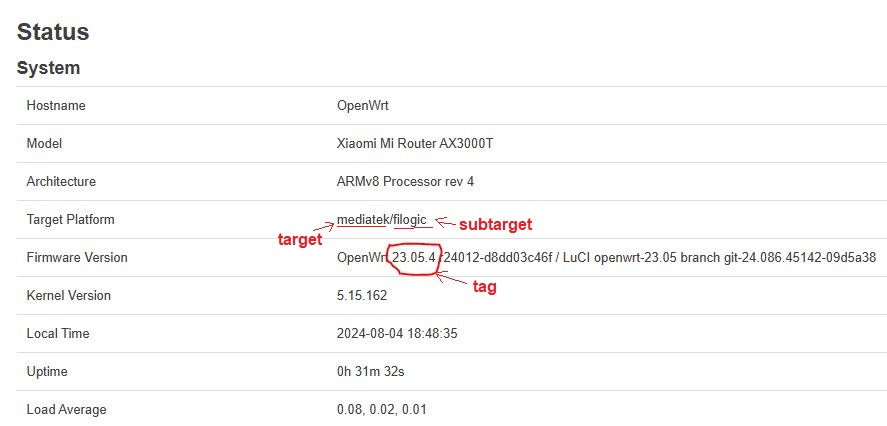 Status
System
Hostname OpenWrt
Model Xiaomi Mi Router AX3000T
Architecture ARMv8 Processor rev 4
Target Platform mediatek/filogic
target subtarget
Firmware Version OpenWrt 23.05.4 r24012-d8dd03c46f / LuCI openwrt-23.05 branch git-24.086.45142-09d5a38
tag
Kernel Version 5.15.162
Local Time 2024-08-04 18:48:35
Uptime 0h 31m 32s
Load Average 0.08, 0.02, 0.01